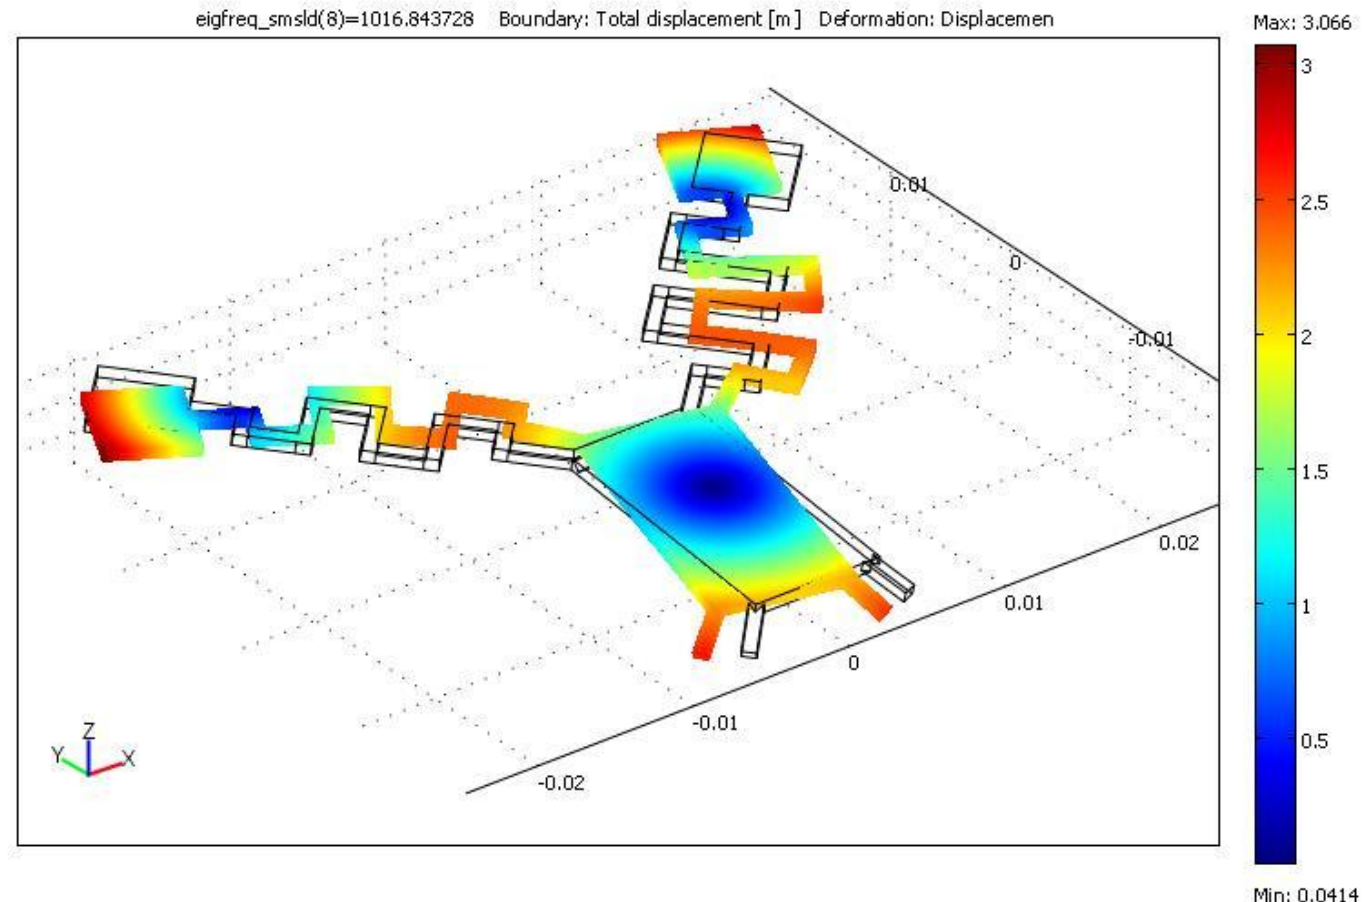 eigfreq_smsld(8)=1016.843728 Boundary: Total displacement [m] Deformation: Displacemen
Max: 3.066
3
0.01
2.5
0
-0.01
2
1.5
0.02
0.01
1
0
-0.01
0.5
Z
Y
X
-0.02
Min: 0.0414